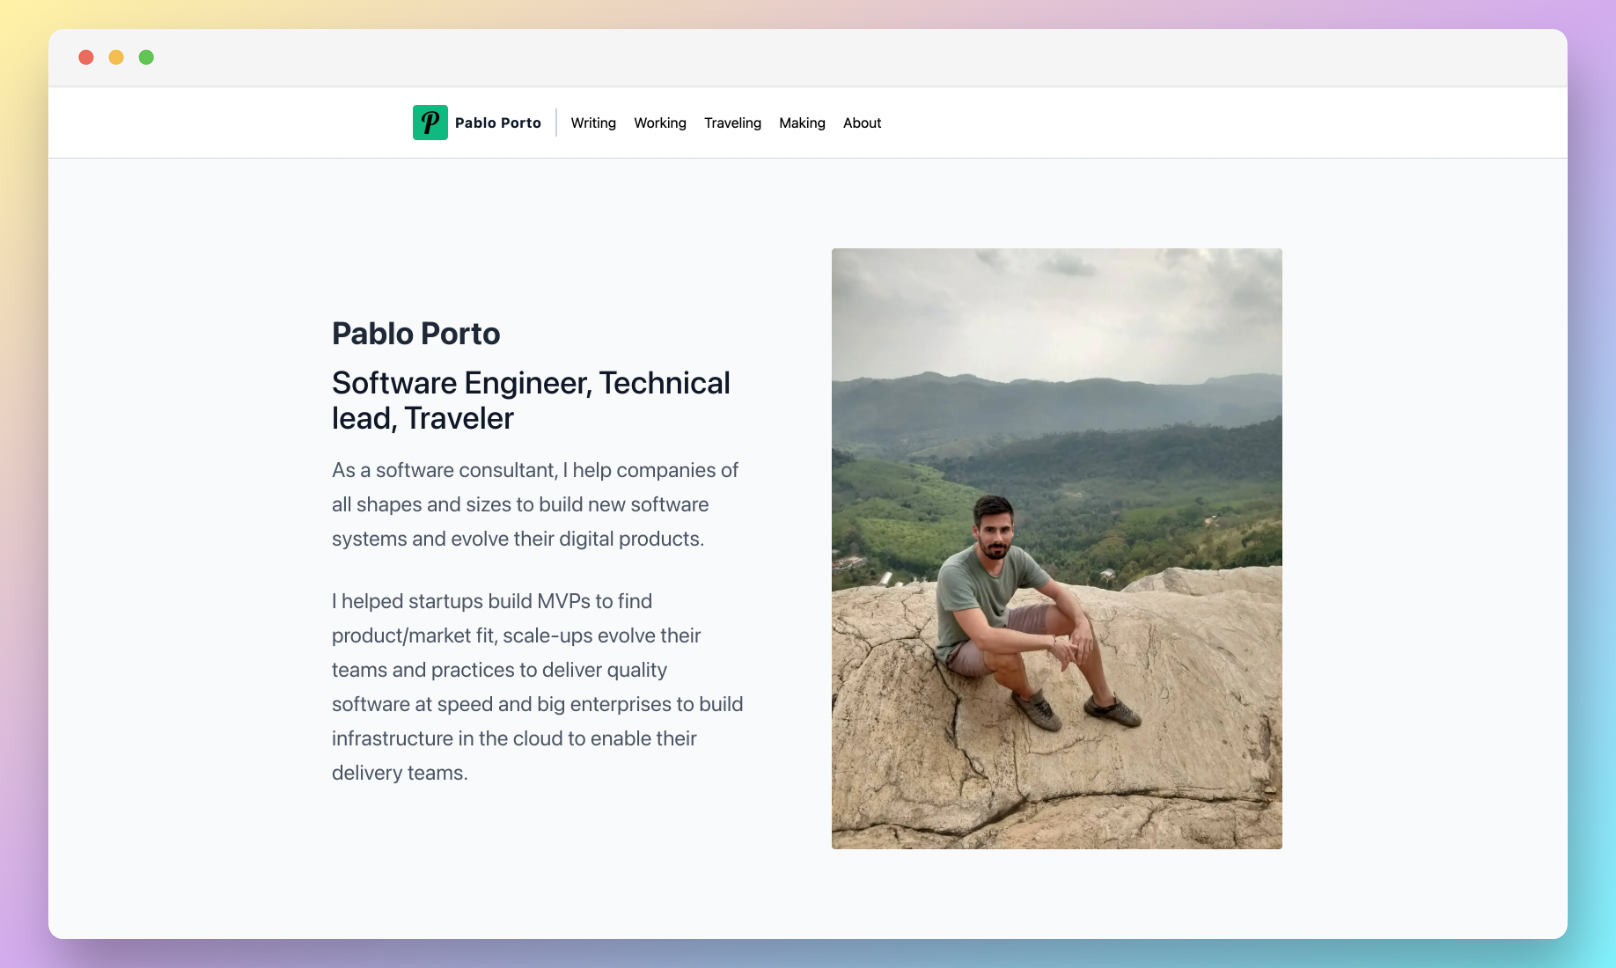 P Pablo Porto Writing Working Traveling Making About
Pablo Porto
Software Engineer, Technical
lead, Traveler
As a software consultant, I help companies of
all shapes and sizes to build new software
systems and evolve their digital products.
I helped startups build MVPs to find
product/market fit, scale-ups evolve their
teams and practices to deliver quality
software at speed and big enterprises to build
infrastructure in the cloud to enable their
delivery teams.